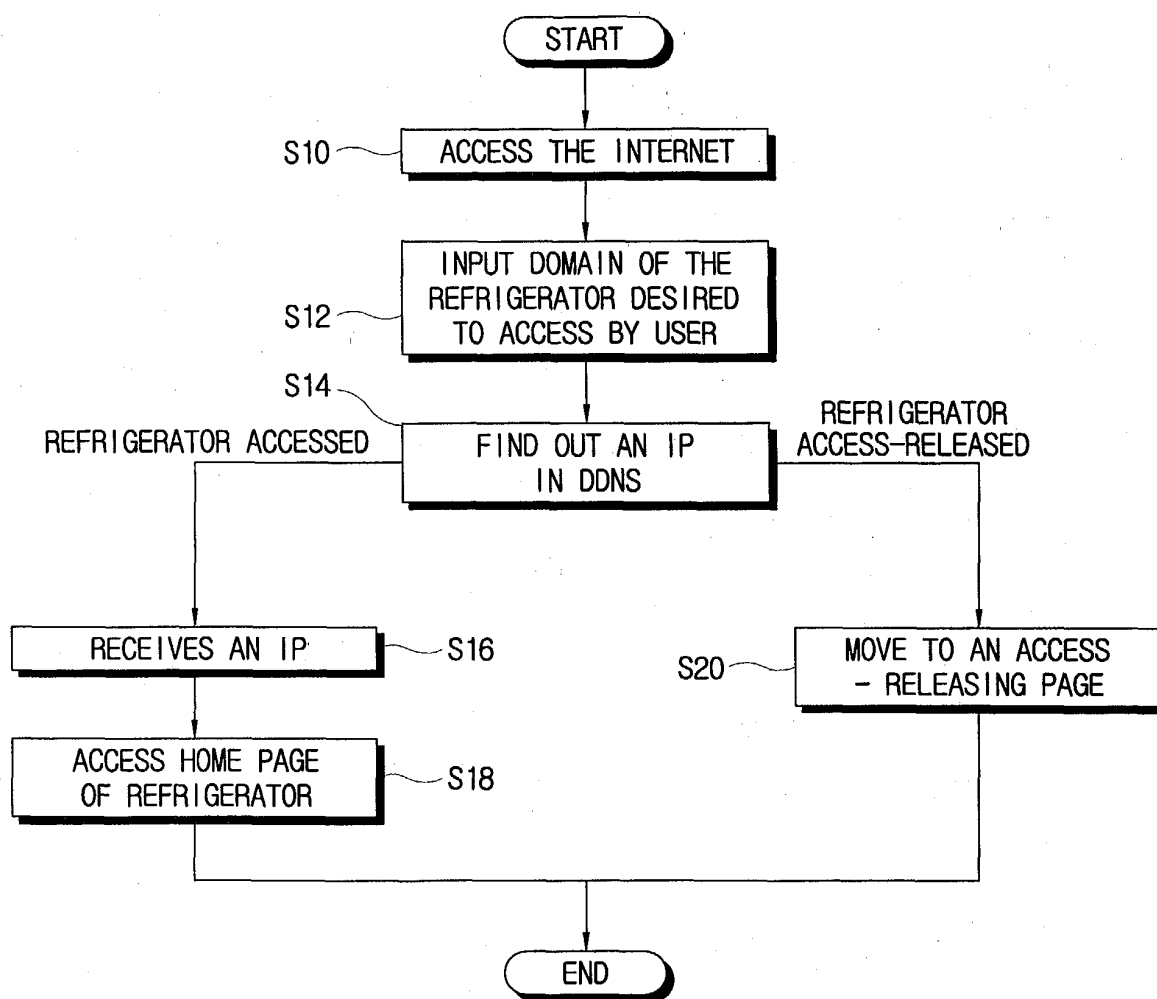 START
S10
ACCESS THE INTERNET
S12
INPUT DOMAIN OF THE
REFRIGERATOR DESIRED
TO ACCESS BY USER
S14
REFRIGERATOR ACCESSED
FIND OUT AN IP
IN DDNS
REFRIGERATOR
ACCESS-RELEASED
RECEIVES AN IP
S16
S20
MOVE TO AN ACCESS
- RELEASING PAGE
ACCESS HOME PAGE
OF REFRIGERATOR
S18
END